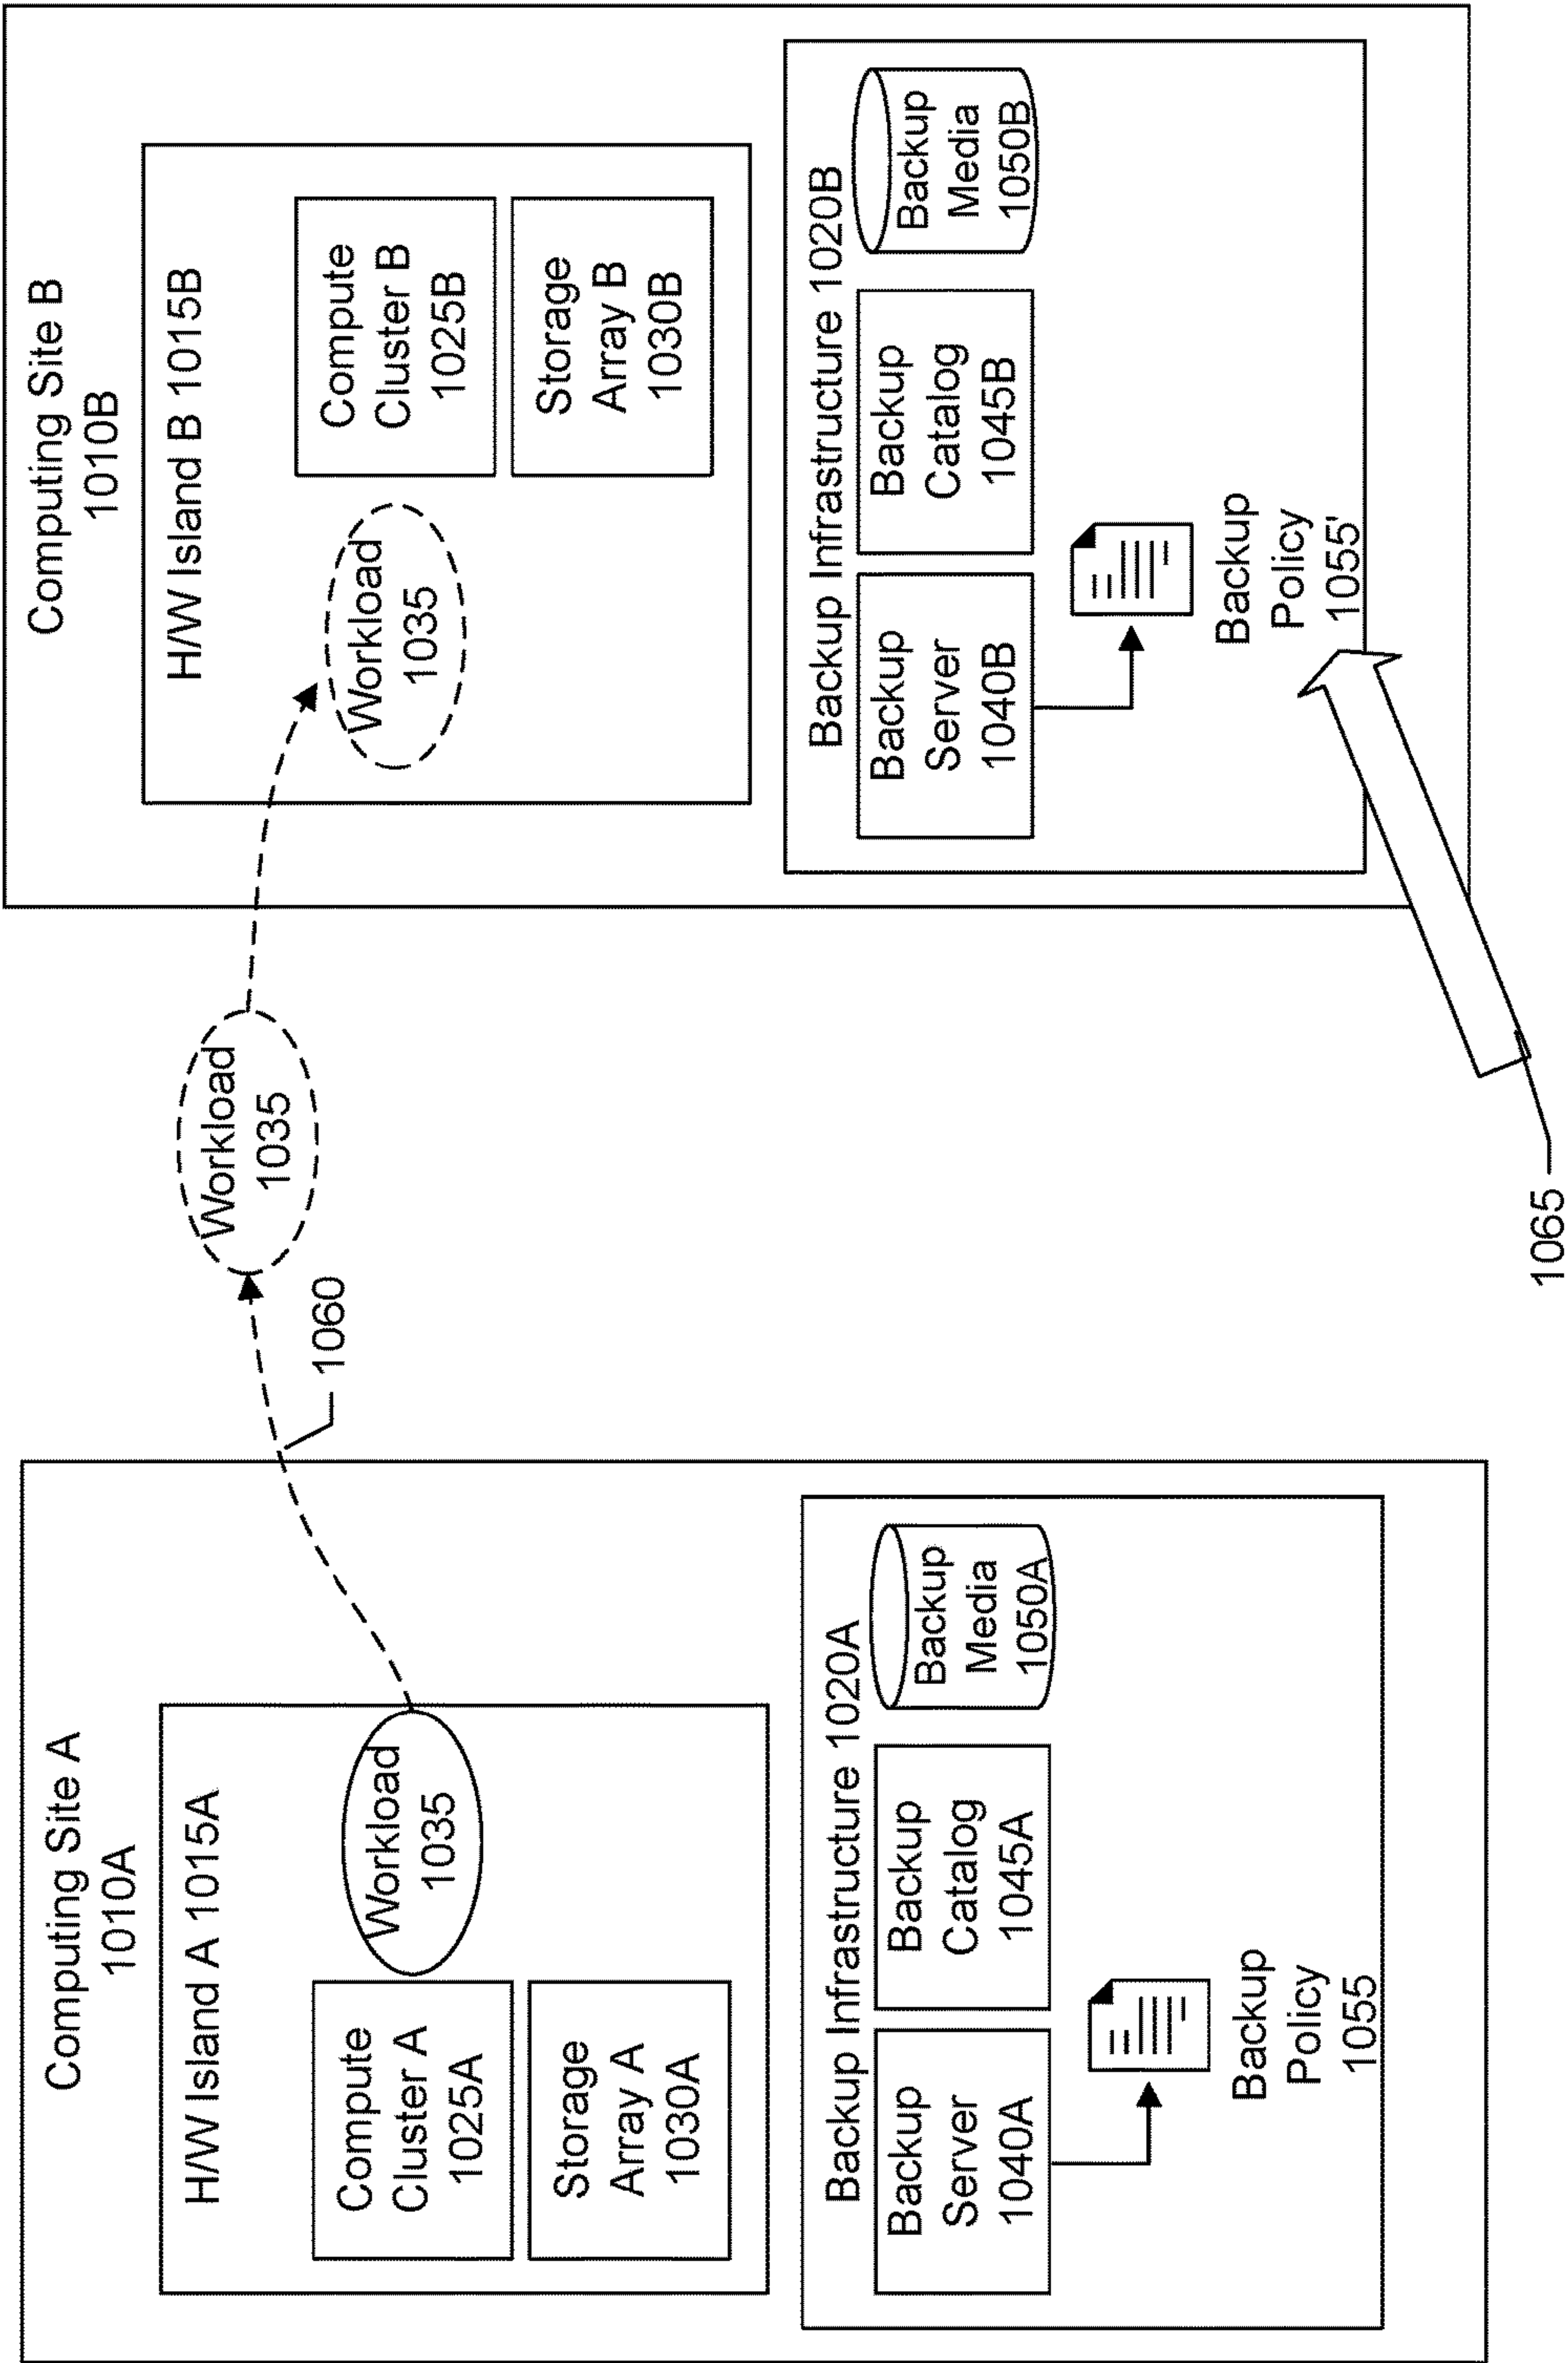 Computing Site A
1010A
H/W Island A 1015A
Compute
Cluster A
1025A
Storage
Array A
1030A
Workload
1035
Backup Infrastructure 1020A
Backup
Server
1040A
Backup
Catalog
1045A
Backup
Media
1050A
Backup
Policy
1055
1060
Workload
1035
Computing Site B
1010B
H/W Island B 1015B
Workload
1035
Compute
Cluster B
1025B
Storage
Array B
1030B
Backup Infrastructure 1020B
Backup
Server
1040B
Backup
Catalog
1045B
Backup
Media
1050B
Backup
Policy
1055'
1065